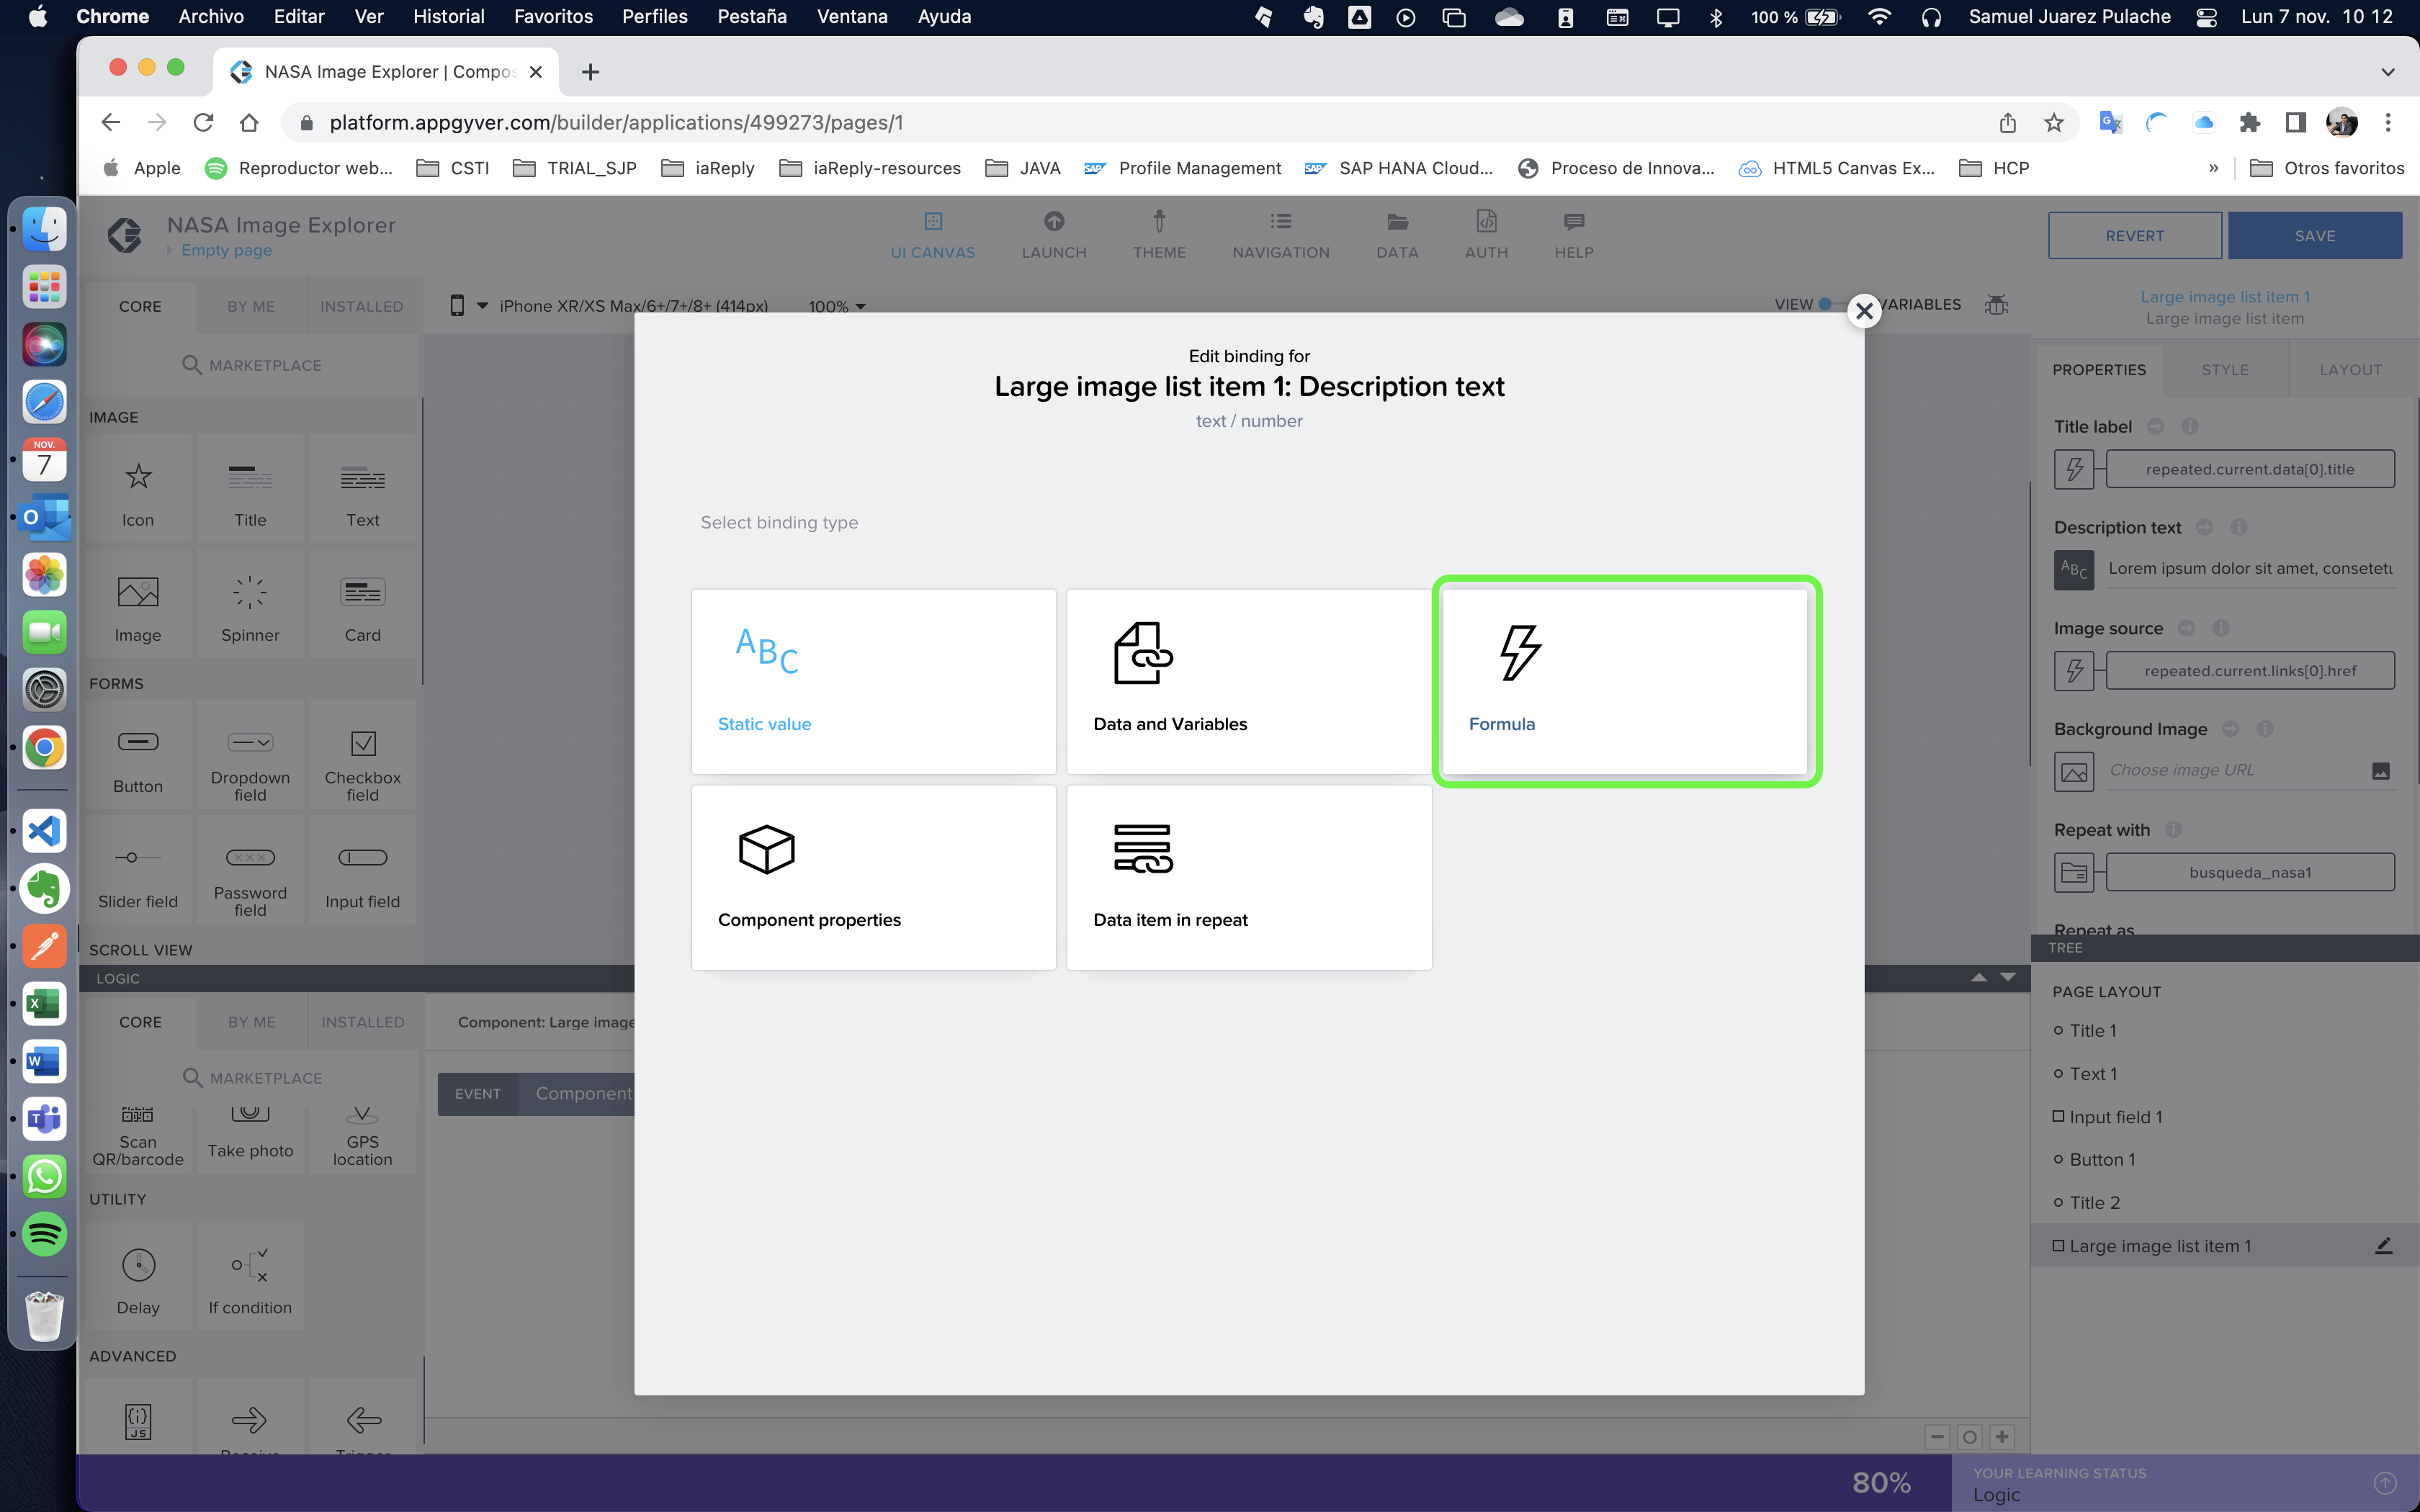 Chrome Archivo Editar Ver Historial Favoritos Perfiles Pestaña Ventana Ayuda 100 % Samuel Juarez Pulache Lun 7 nov. 10 12
NASA Image Explorer | Compos
platform.appgyver.com/builder/applications/499273/pages/1
Apple Reproductor web... CSTI TRIAL_SJP iaReply iaReply-resources JAVA SAP Profile Management SAP SAP HANA Cloud... Proceso de Innova... HTML5 Canvas Ex... HCP » Otros favoritos
NASA Image Explorer
Empty page
UI CANVAS LAUNCH THEME NAVIGATION DATA AUTH HELP
REVERT SAVE
CORE BY ME INSTALLED
iPhone XR/XS Max/6+/7+/8+ (414px) 100%
VIEW VARIABLES
Large image list item 1
Large image list item
MARKETPLACE
IMAGE
Icon Title Text
Image Spinner Card
FORMS
Button Dropdown field Checkbox field
Slider field Password field Input field
SCROLL VIEW
Edit binding for
Large image list item 1: Description text
text / number
Select binding type
ABC
Static value
Data and Variables
Formula
Component properties
Data item in repeat
PROPERTIES STYLE LAYOUT
Title label
repeated.current.data[0].title
Description text
ABC Lorem ipsum dolor sit amet, consetetu
Image source
repeated.current.links[0].href
Background Image
Choose image URL
Repeat with
busqueda_nasa1
Repeat as
TREE
PAGE LAYOUT
Title 1
Text 1
Input field 1
Button 1
Title 2
Large image list item 1
LOGIC
CORE BY ME INSTALLED
Component: Large image
MARKETPLACE
EVENT Component
Scan QR/barcode Take photo GPS location
UTILITY
Delay If condition
ADVANCED
JS
Receive Trigger
80%
YOUR LEARNING STATUS
Logic
NOV.
7